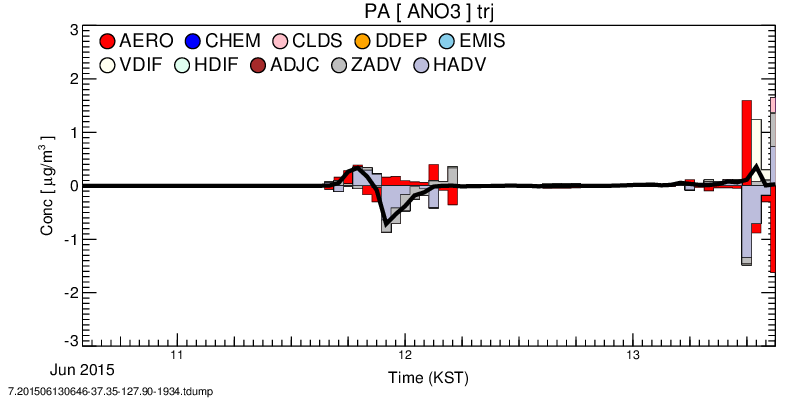 PA [ ANO3 ] trj
AERO CHEM CLDS DDEP EMIS
VDIF HDIF ADJC ZADV HADV
3
2
1
0
-1
-2
-3
Conc [ µg/m³ ]
11 12 13
Jun 2015
Time (KST)
7.201506130646-37.35-127.90-1934.tdump